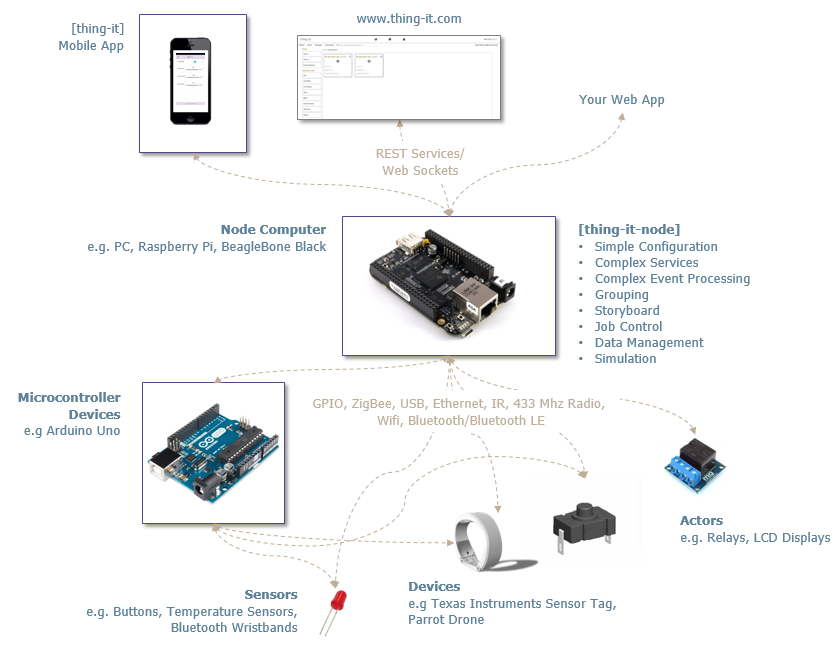 [thing-it]
Mobile App
www.thing-it.com
Your Web App
REST Services/
Web Sockets
Node Computer
e.g. PC, Raspberry Pi, BeagleBone Black
[thing-it-node]
• Simple Configuration
• Complex Services
• Complex Event Processing
• Grouping
• Storyboard
• Job Control
• Data Management
• Simulation
Microcontroller
Devices
e.g Arduino Uno
GPIO, ZigBee, USB, Ethernet, IR, 433 Mhz Radio,
Wifi, Bluetooth/Bluetooth LE
Actors
e.g. Relays, LCD Displays
Devices
e.g Texas Instruments Sensor Tag,
Parrot Drone
Sensors
e.g. Buttons, Temperature Sensors,
Bluetooth Wristbands